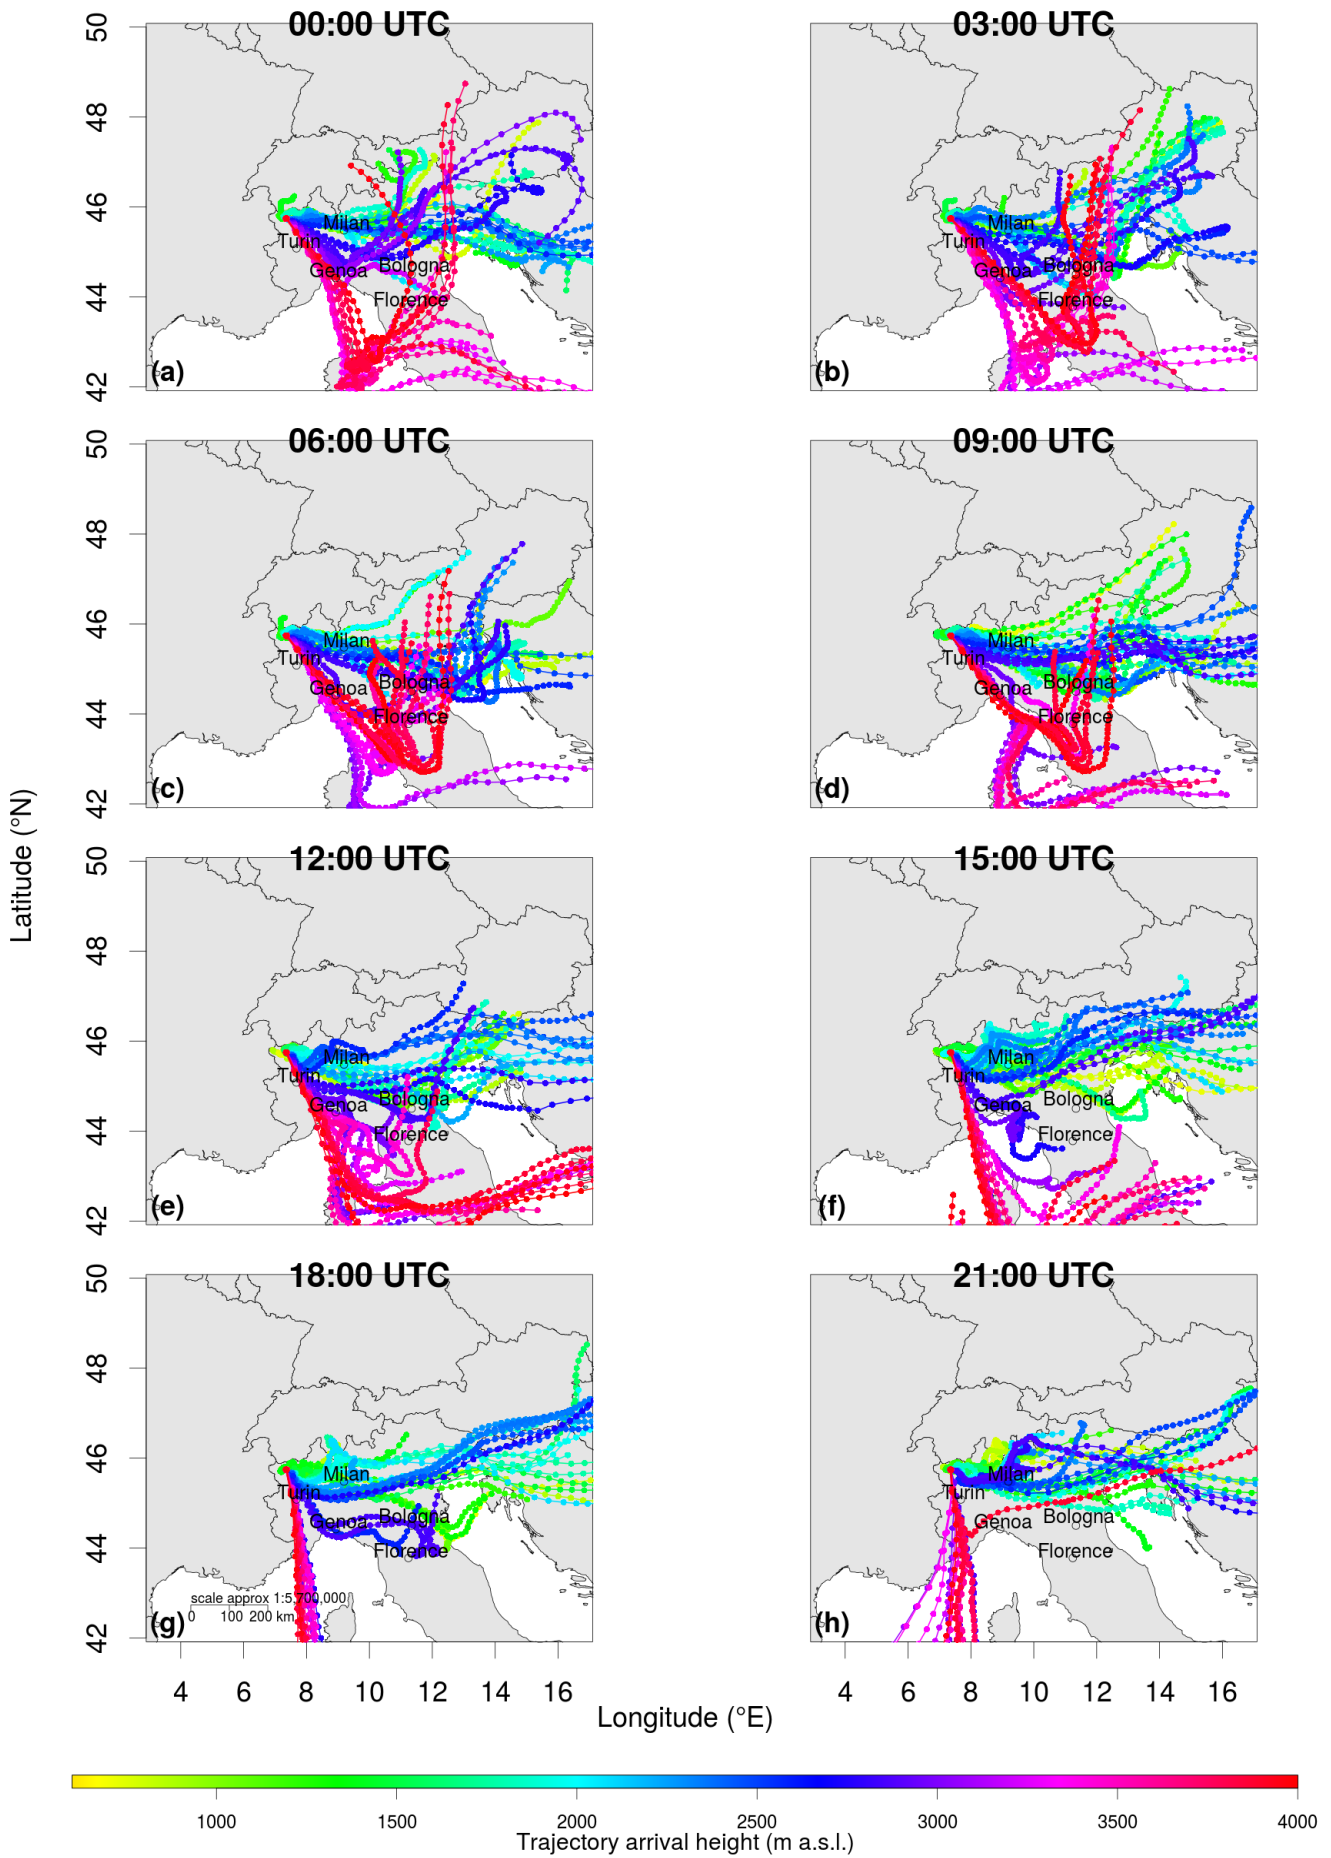 00:00 UTC
03:00 UTC
50
48
46
44
42
Milan
Turin
Genoa
Bologna
Florence
(a)
Milan
Turin
Genoa
Bologna
Florence
(b)
06:00 UTC
09:00 UTC
50
48
46
44
42
Milan
Turin
Genoa
Bologna
Florence
(c)
Milan
Turin
Genoa
Bologna
Florence
(d)
Latitude (°N)
12:00 UTC
15:00 UTC
50
48
46
44
42
Milan
Turin
Genoa
Bologna
Florence
(e)
Milan
Turin
Genoa
Bologna
Florence
(f)
18:00 UTC
21:00 UTC
50
48
46
44
42
Milan
Turin
Genoa
Bologna
Florence
scale approx 1:5,700,000
0 100 200 km
(g)
Milan
Turin
Genoa
Bologna
Florence
(h)
4 6 8 10 12 14 16
4 6 8 10 12 14 16
Longitude (°E)
1000 1500 2000 2500 3000 3500 4000
Trajectory arrival height (m a.s.l.)